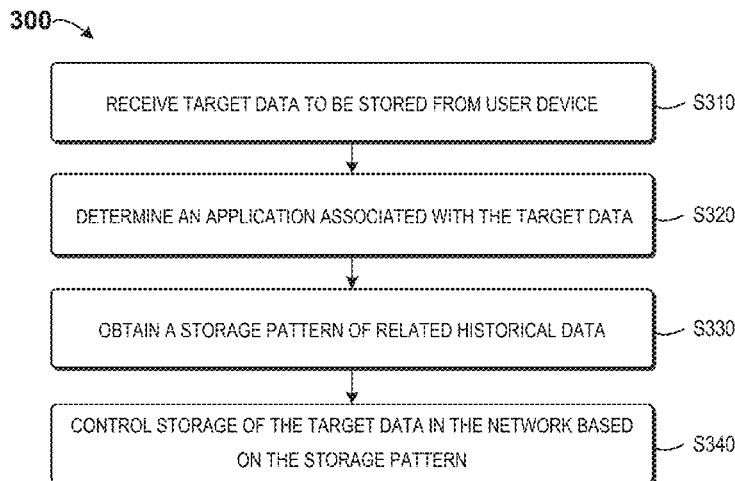 300
RECEIVE TARGET DATA TO BE STORED FROM USER DEVICE
S310
DETERMINE AN APPLICATION ASSOCIATED WITH THE TARGET DATA
S320
OBTAIN A STORAGE PATTERN OF RELATED HISTORICAL DATA
S330
CONTROL STORAGE OF THE TARGET DATA IN THE NETWORK BASED
ON THE STORAGE PATTERN
S340